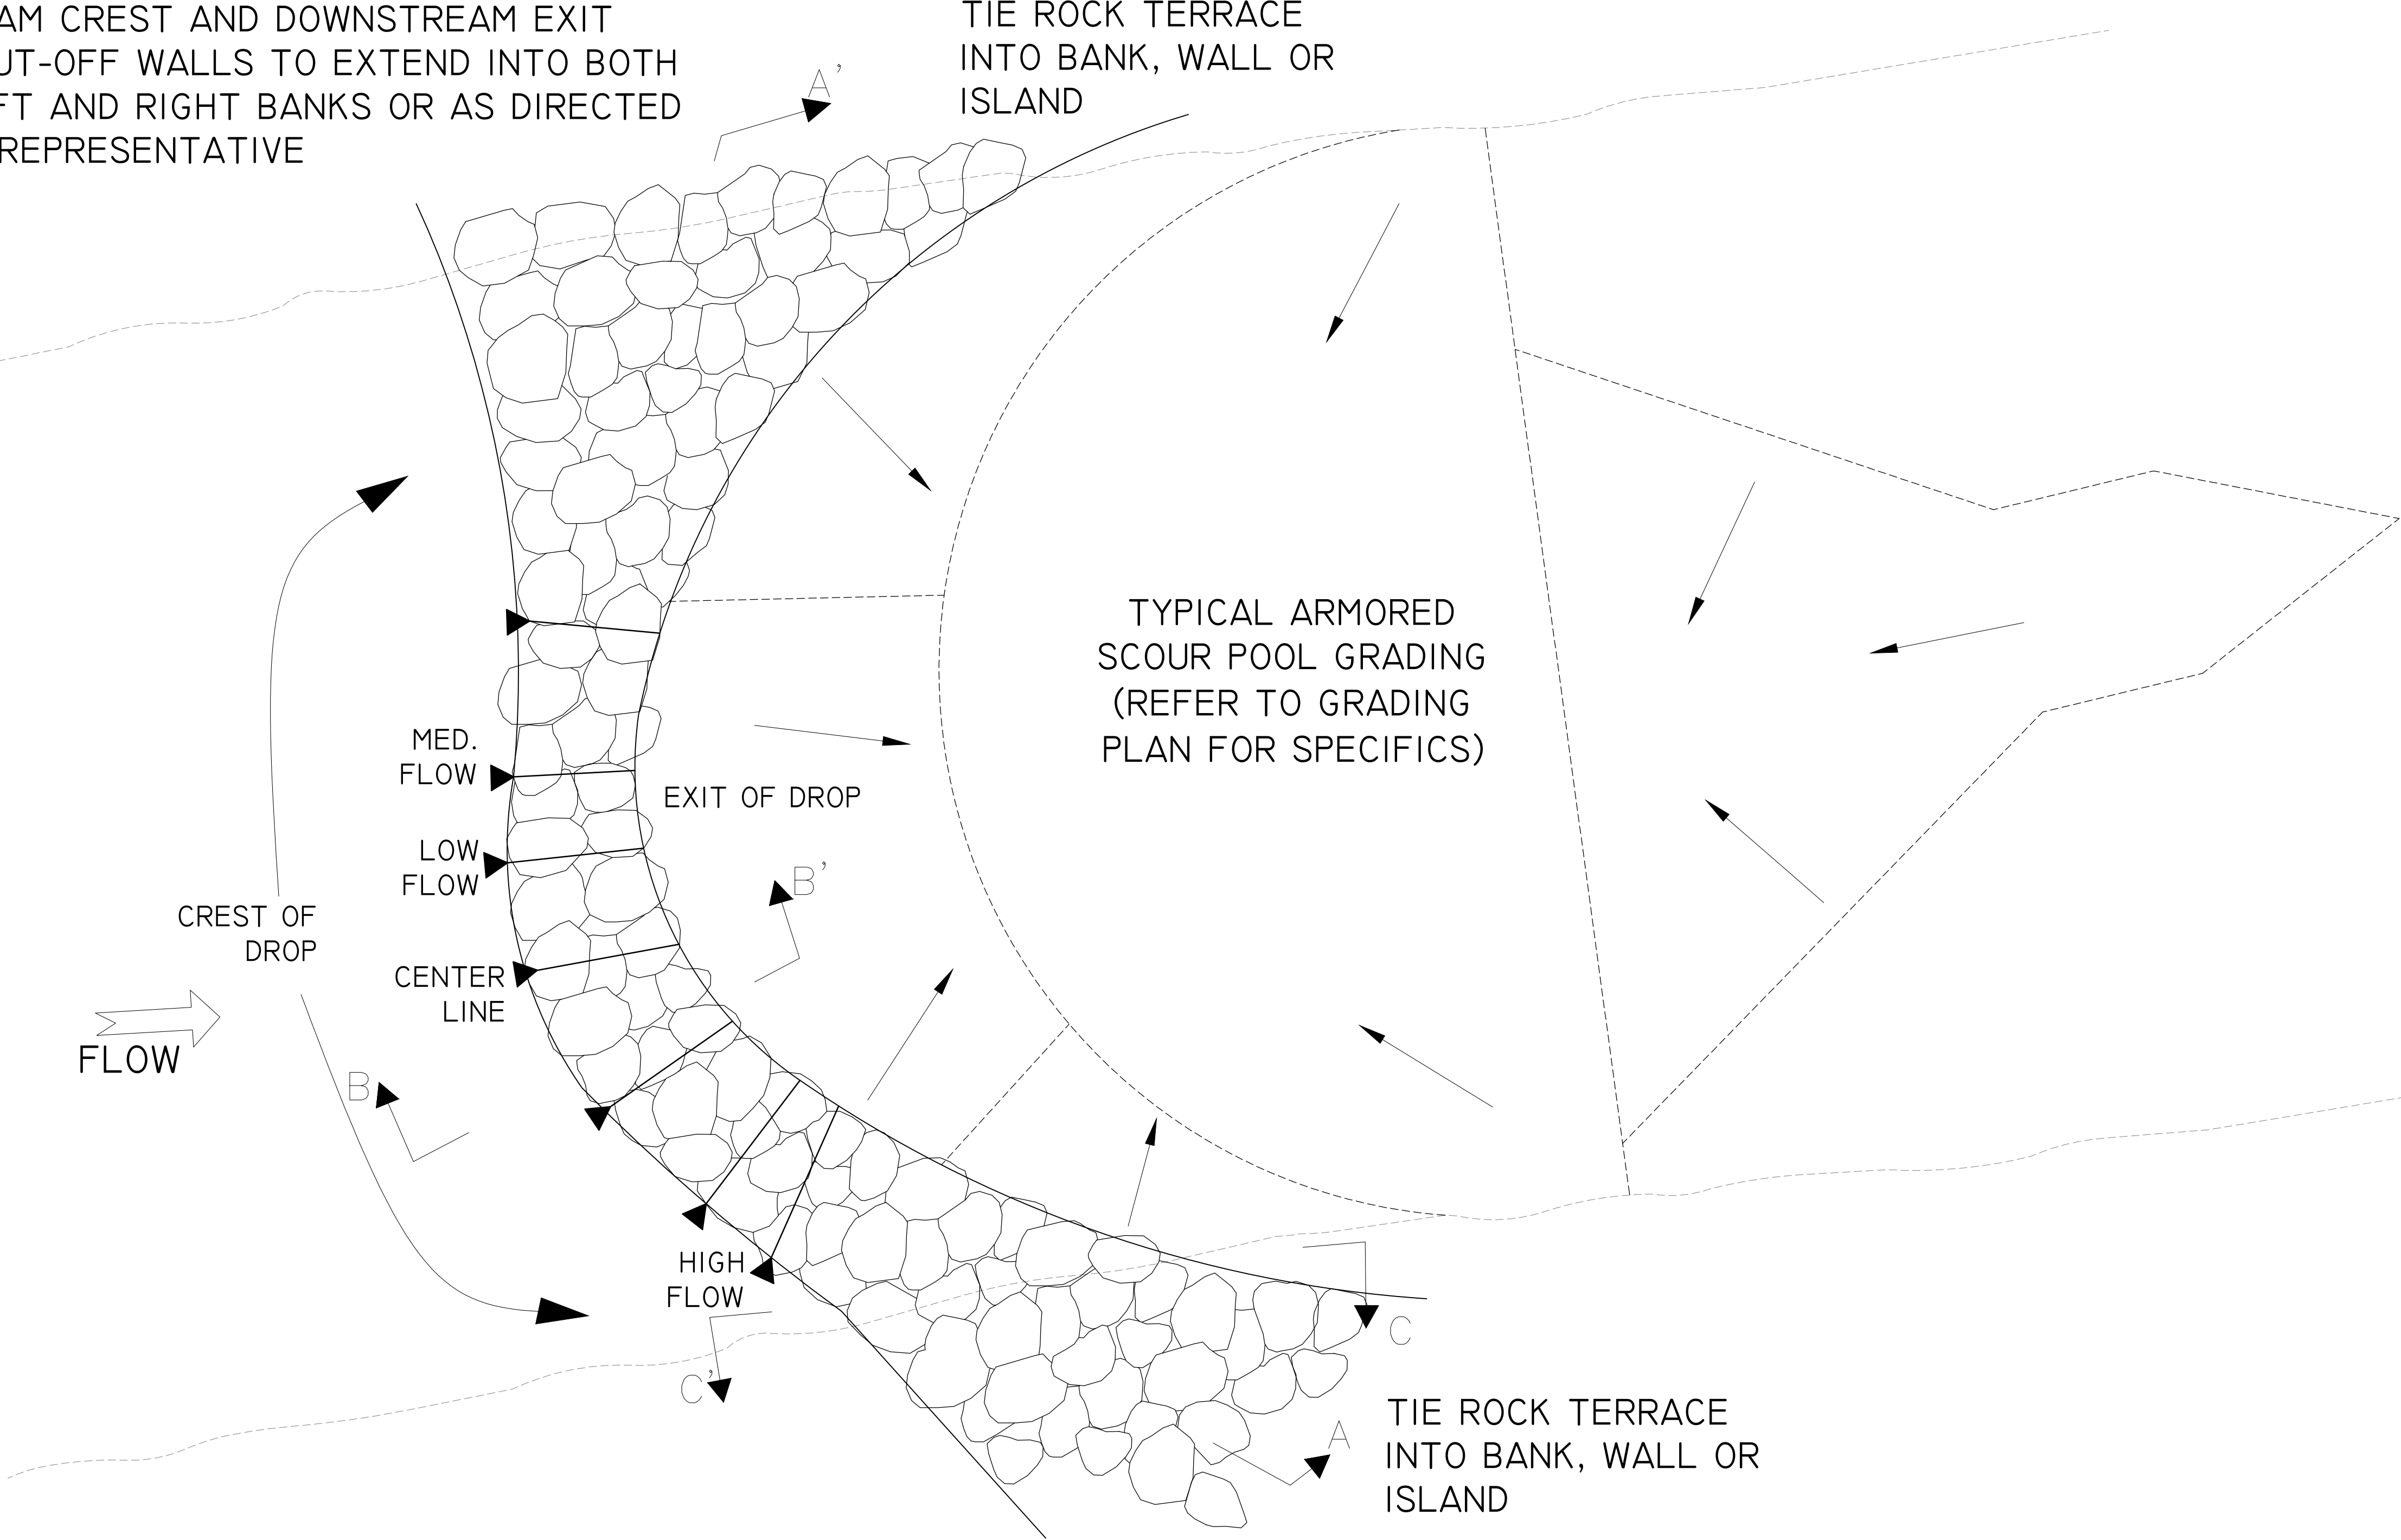 AM CREST AND DOWNSTREAM EXIT
UT-OFF WALLS TO EXTEND INTO BOTH
FT AND RIGHT BANKS OR AS DIRECTED
REPRESENTATIVE
TIE ROCK TERRACE
INTO BANK, WALL OR
ISLAND
A'
TYPICAL ARMORED
SCOUR POOL GRADING
(REFER TO GRADING
PLAN FOR SPECIFICS)
MED.
FLOW
EXIT OF DROP
LOW
FLOW
B'
CREST OF
DROP
CENTER
LINE
FLOW
B
HIGH
FLOW
C
C'
A
TIE ROCK TERRACE
INTO BANK, WALL OR
ISLAND